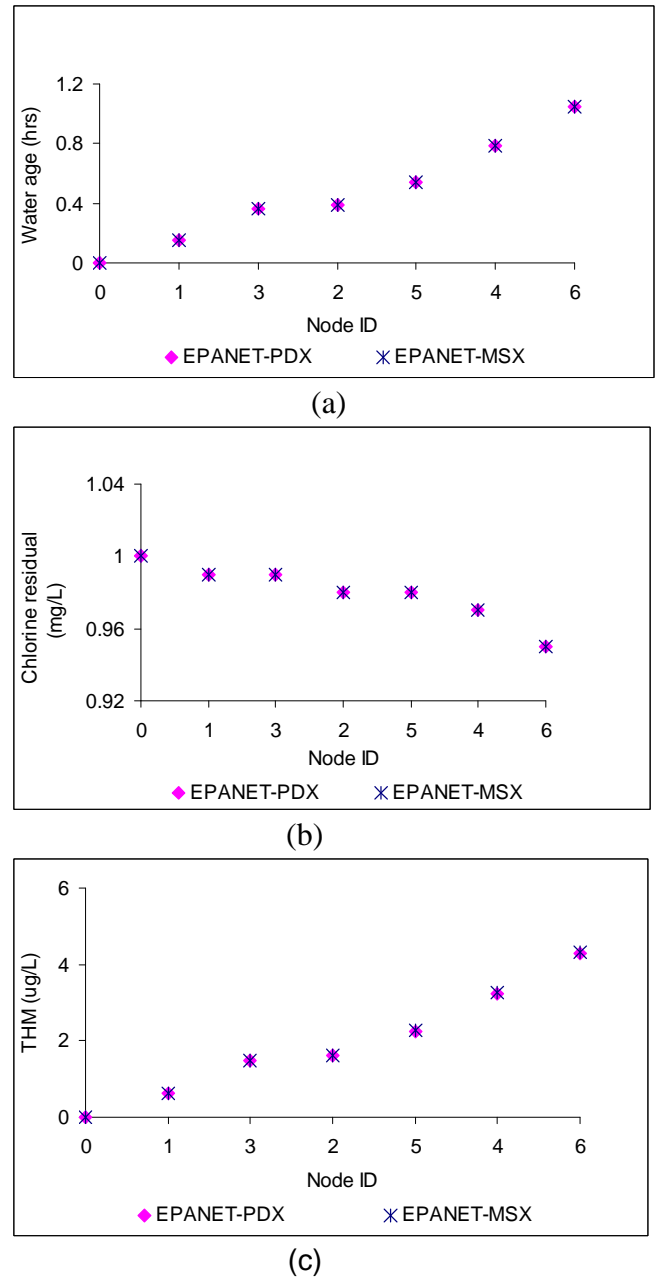 1.2
0.8
0.4
0
Water age (hrs)
0 1 3 2 5 4 6
Node ID
EPANET-PDX EPANET-MSX
(a)
1.04
1
0.96
0.92
Chlorine residual
(mg/L)
0 1 3 2 5 4 6
Node ID
EPANET-PDX EPANET-MSX
(b)
6
4
2
0
THM (ug/L)
0 1 3 2 5 4 6
Node ID
EPANET-PDX EPANET-MSX
(c)